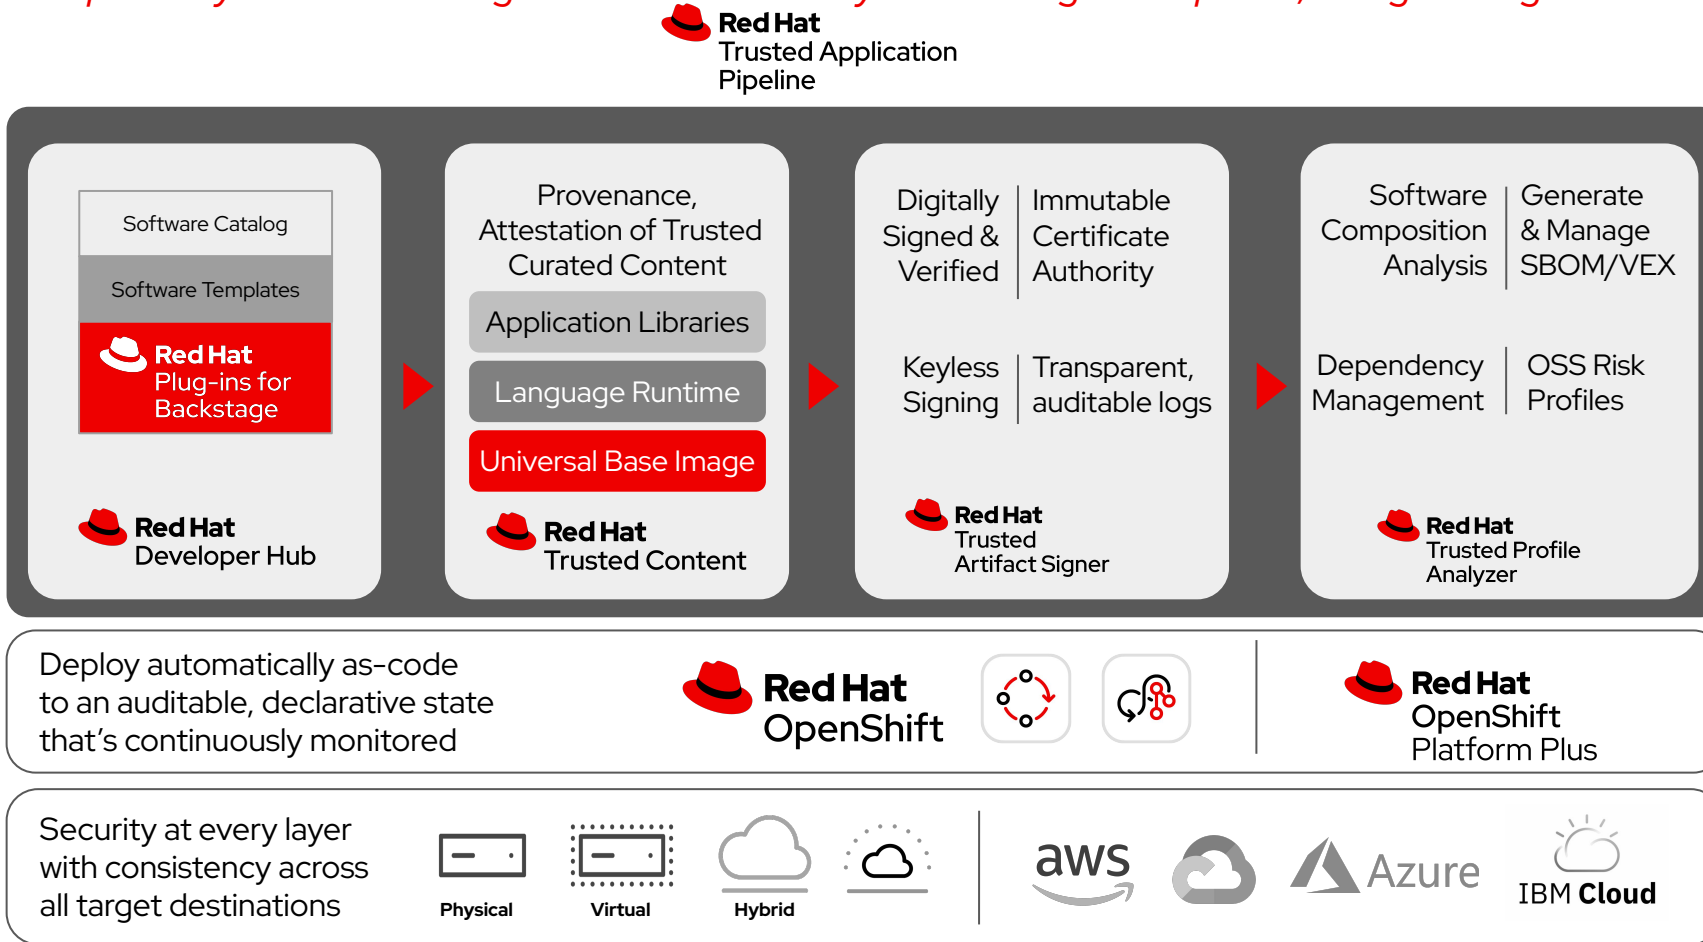 Red Hat
Trusted Application
Pipeline
Software Catalog
Software Templates
Red Hat
Plug-ins for
Backstage
Red Hat
Developer Hub
Provenance,
Attestation of Trusted
Curated Content
Application Libraries
Language Runtime
Universal Base Image
Red Hat
Trusted Content
Digitally
Signed &
Verified
Immutable
Certificate
Authority
Keyless
Signing
Transparent,
auditable logs
Red Hat
Trusted
Artifact Signer
Software
Composition
Analysis
Generate
& Manage
SBOM/VEX
Dependency
Management
OSS Risk
Profiles
Red Hat
Trusted Profile
Analyzer
Deploy automatically as-code
to an auditable, declarative state
that's continuously monitored
Red Hat
OpenShift
Red Hat
OpenShift
Platform Plus
Security at every layer
with consistency across
all target destinations
Physical
Virtual
Hybrid
aws
Azure
IBM Cloud